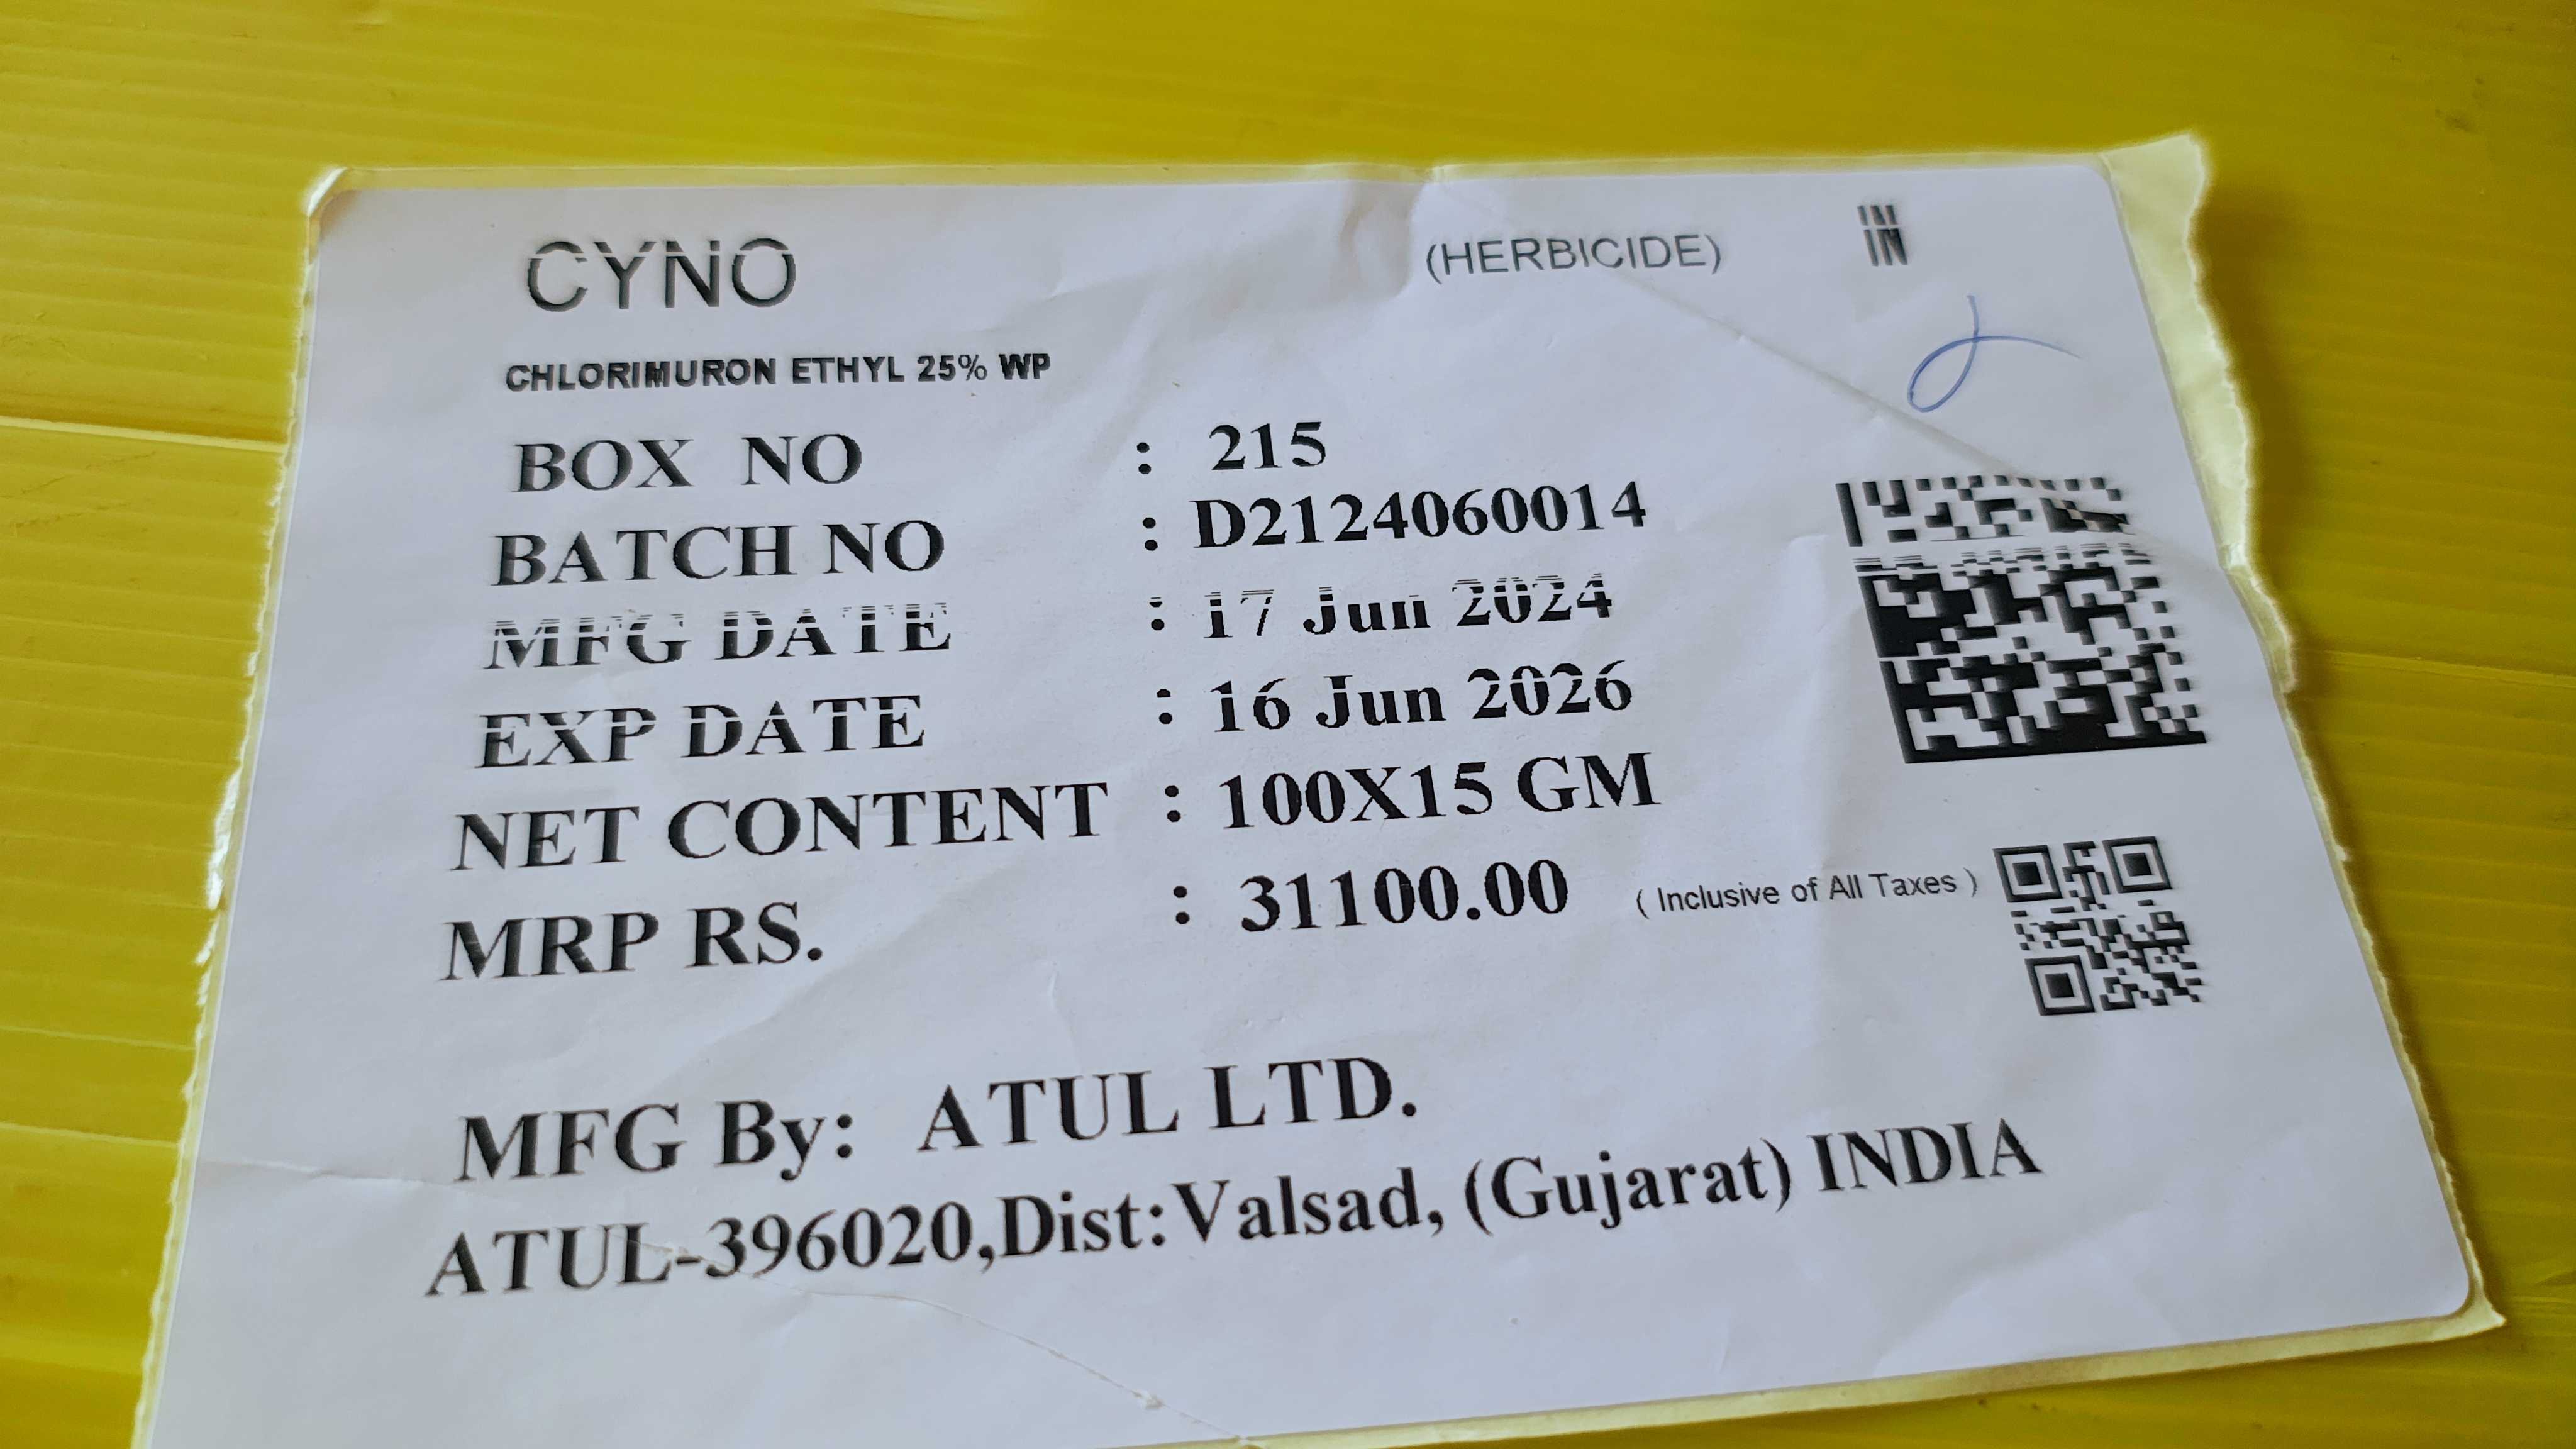 CYNO (HERBICIDE) IN
CHLORIMURON ETHYL 25% WP
BOX NO : 215
BATCH NO : D2124060014
MFG DATE : 17 Jun 2024
EXP DATE : 16 Jun 2026
NET CONTENT : 100X15 GM
MRP RS. : 31100.00 ( Inclusive of All Taxes )
MFG By: ATUL LTD.
ATUL-396020,Dist:Valsad, (Gujarat) INDIA